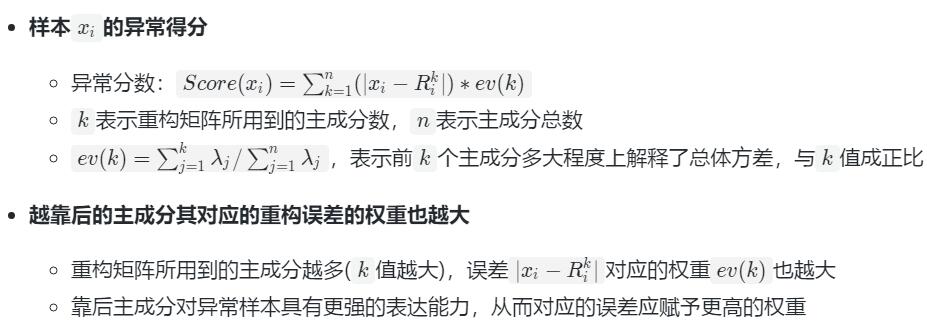 • 样本 x_i 的异常得分
◦ 异常分数：Score(x_i) = ∑_{k=1}^{n}(|x_i − R_i^k|) ∗ ev(k)
◦ k 表示重构矩阵所用到的主成分数，n 表示主成分总数
◦ ev(k) = ∑_{j=1}^{k} λ_j / ∑_{j=1}^{n} λ_j ，表示前 k 个主成分多大程度上解释了总体方差，与 k 值成正比
• 越靠后的主成分其对应的重构误差的权重也越大
◦ 重构矩阵所用到的主成分越多( k 值越大)，误差 |x_i − R_i^k| 对应的权重 ev(k) 也越大
◦ 靠后主成分对异常样本具有更强的表达能力，从而对应的误差应赋予更高的权重